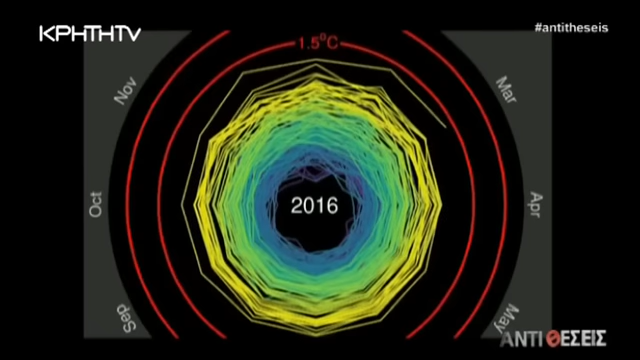 ΚΡΗΤΗTV
#antitheseis
1.5°C
Nov
Mar
Oct
2016
Apr
Sep
May
ΑΝΤΙΘΕΣΕΙΣ